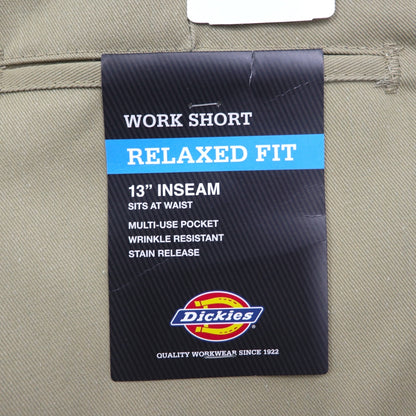 WORK SHORT
RELAXED FIT
13” INSEAM
SITS AT WAIST
MULTI-USE POCKET
WRINKLE RESISTANT
STAIN RELEASE
Dickies
QUALITY WORKWEAR SINCE 1922